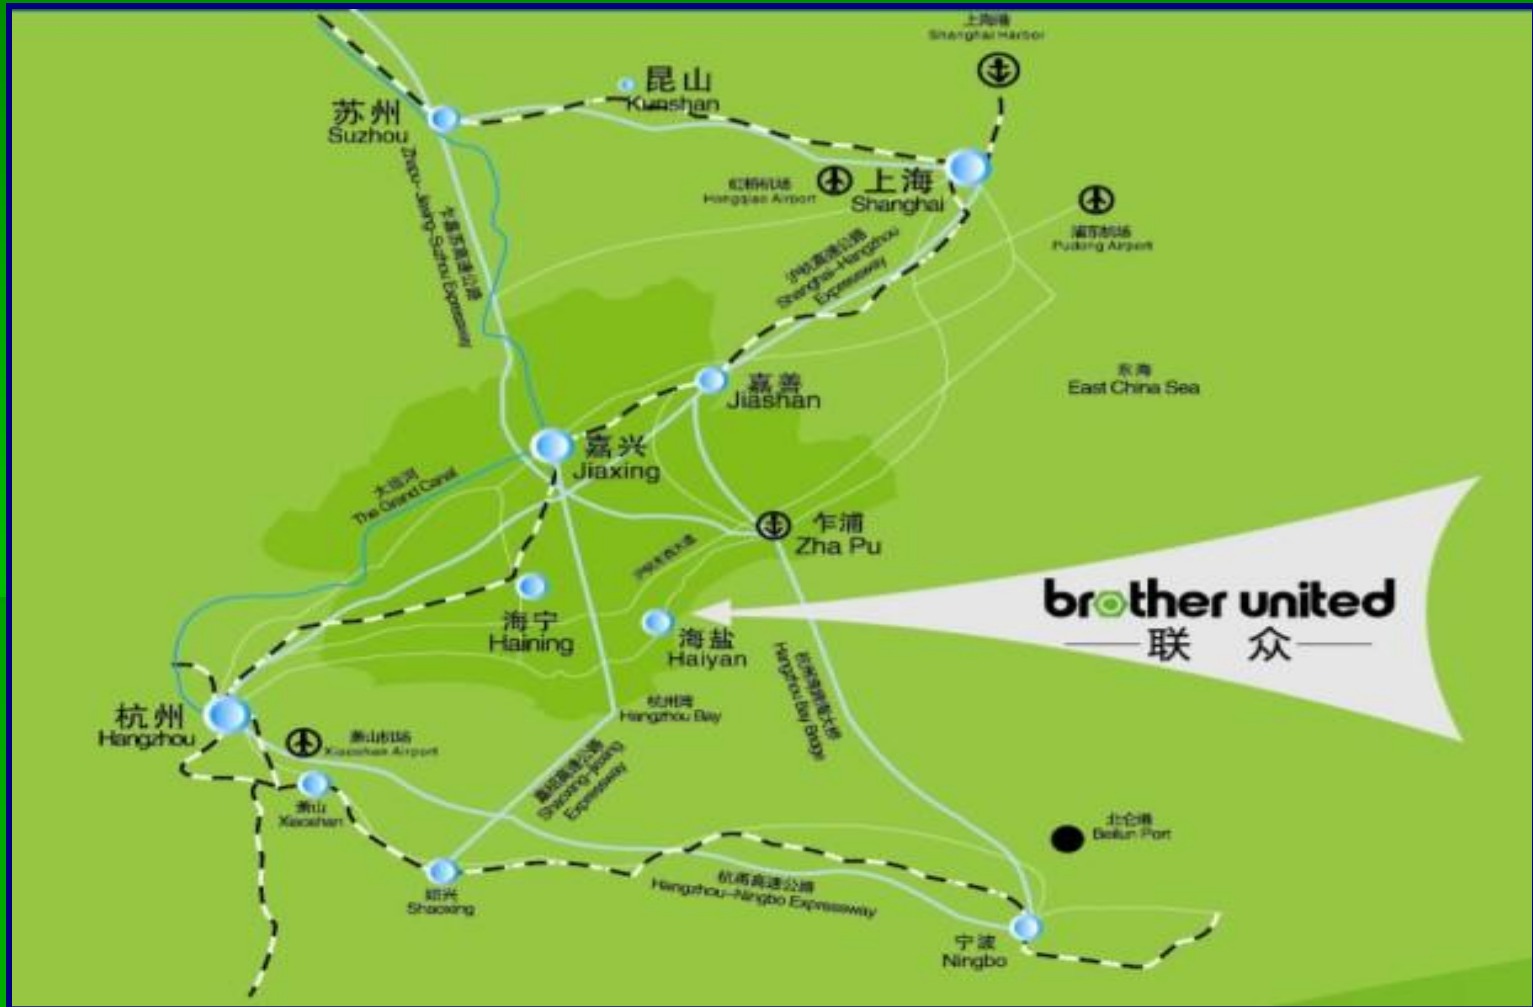 上海港
Shanghai Harbor
昆山
Kunshan
苏州
Suzhou
虹桥机场
Hongqiao Airport
上海
Shanghai
浦东机场
Pudong Airport
乍嘉苏高速公路
Zhapu-Jiaxing-Suzhou Expressway
沪杭高速公路
Shanghai-Hangzhou
Expressway
东海
East China Sea
嘉善
Jiashan
嘉兴
Jiaxing
大运河
The Grand Canal
乍浦
Zha Pu
海宁
Haining
海盐
Haiyan
brother united
联众
杭州湾
Hangzhou Bay
杭州湾跨海大桥
Hangzhou Bay Bridge
杭州
Hangzhou
萧山机场
Xiaoshan Airport
嘉绍高速公路
Shaoxing-jiaxing
Expressway
萧山
Xiaoshan
北仑港
Beilun Port
绍兴
Shaoxing
杭甬高速公路
Hangzhou-Ningbo Expressway
宁波
Ningbo